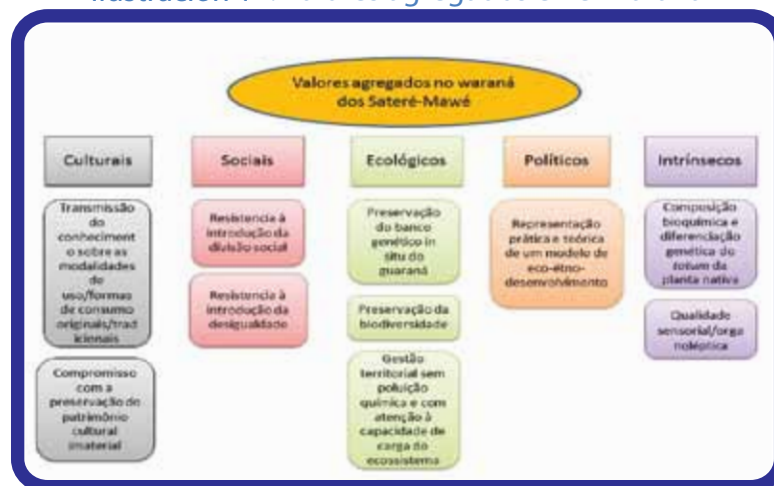 Ilustración
Valores agregados no waraná
dos Sateré-Mawé
Culturais
Transmissão
do
conheciment
o sobre as
modalidades
de
uso/formas
de consumo
originais/trad
icionais
Compromisso
com a
preservação do
patrimônio
cultural
imaterial
Sociais
Resistencia à
introdução da
divisão social
Resistencia à
introdução da
desigualdade
Ecológicos
Preservação
do banco
genético in
situ do
guaraná
Preservação da
biodiversidade
Gestão
territorial sem
poluição
química e com
atenção à
capacidade de
carga do
ecossistema
Políticos
Representação
prática e teórica
de um modelo de
eco-etno-
desenvolvimento
Intrínsecos
Composição
bioquímica e
diferenciação
genética do
totum da
planta nativa
Qualidade
sensorial/orga
noléptica